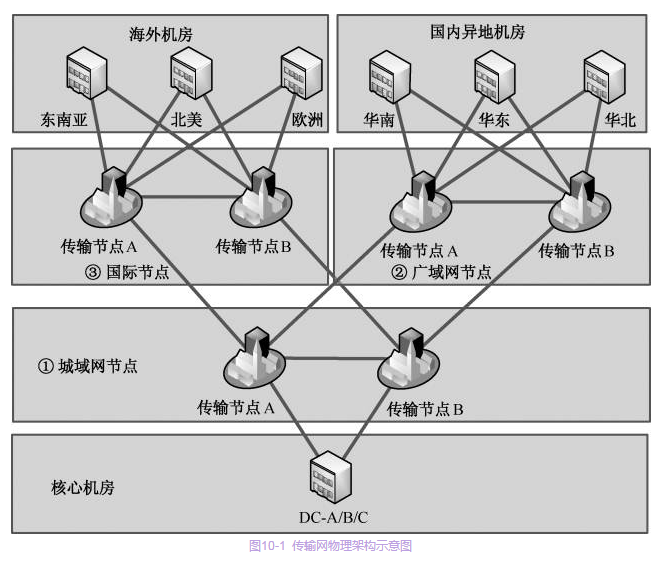 海外机房
国内异地机房
东南亚
北美
欧洲
华南
华东
华北
传输节点A
传输节点B
传输节点A
传输节点B
③ 国际节点
② 广域网节点
① 城域网节点
传输节点A
传输节点B
核心机房
DC-A/B/C
图10-1 传输网物理架构示意图